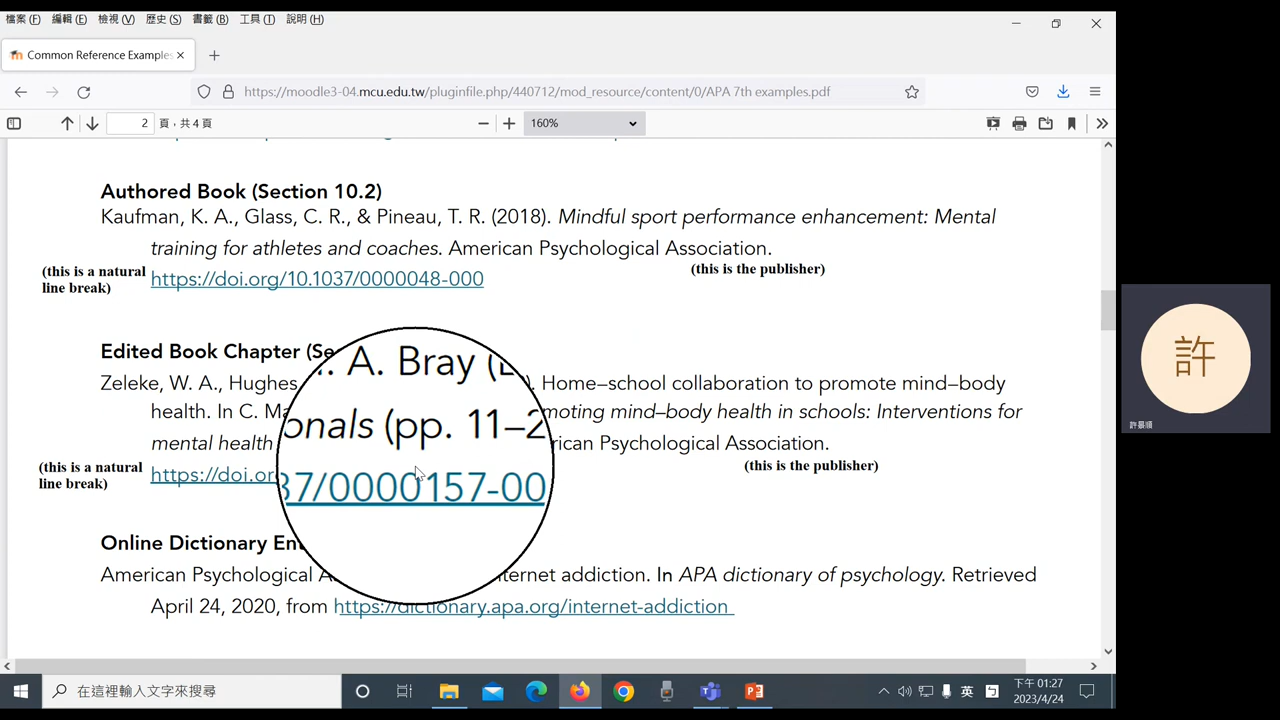 檔案 (F) 編輯 (E) 檢視 (V) 歷史 (S) 書籤 (B) 工具 (T) 說明 (H)
Common Reference Examples
https://moodle3-04.mcu.edu.tw/pluginfile.php/440712/mod_resource/content/0/APA 7th examples.pdf
2 頁，共 4 頁
160%
Authored Book (Section 10.2)
Kaufman, K. A., Glass, C. R., & Pineau, T. R. (2018). Mindful sport performance enhancement: Mental
training for athletes and coaches. American Psychological Association.
(this is a natural
line break)
https://doi.org/10.1037/0000048-000
(this is the publisher)
Edited Book Chapter (Se
Zeleke, W. A., Hughes
). Home–school collaboration to promote mind–body
health. In C. Ma
moting mind–body health in schools: Interventions for
mental health
rican Psychological Association.
(this is a natural
line break)
https://doi.or
(this is the publisher)
. A. Bray (
onals (pp. 11–2
37/0000157-00
Online Dictionary Ent
American Psychological A
ternet addiction. In APA dictionary of psychology. Retrieved
April 24, 2020, from https://dictionary.apa.org/internet-addiction
許
許景順
在這裡輸入文字來搜尋
英
下午 01:27
2023/4/24